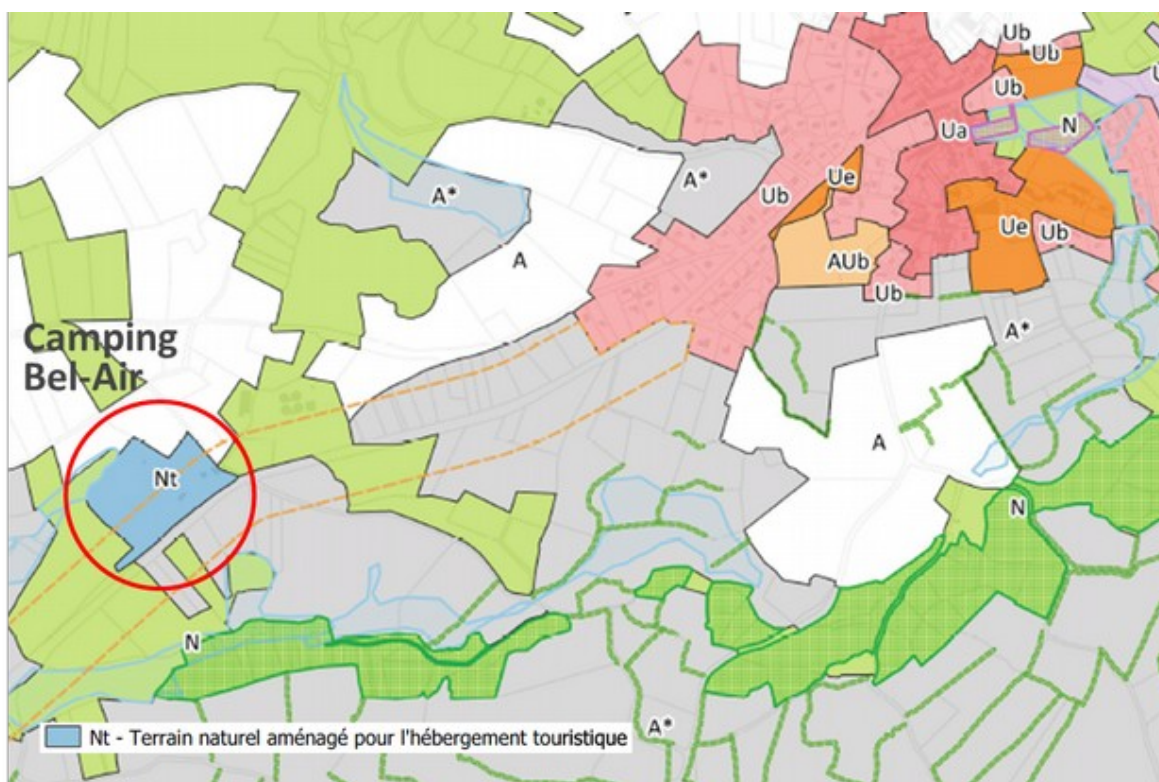 Ub
Ub
U
Ub
Ua
N
A*
A*
Ub
Ue
A
Ue
Ub
AUb
Ub
A*
Camping
Bel-Air
A
Nt
N
N
A*
Nt - Terrain naturel aménagé pour l'hébergement touristique